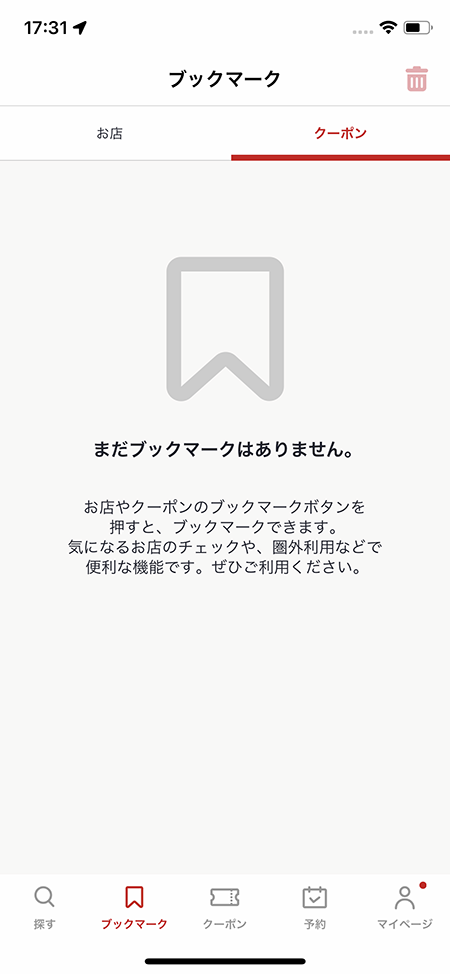 17:31
ブックマーク
お店
クーポン
まだブックマークはありません。
お店やクーポンのブックマークボタンを
押すと、ブックマークできます。
気になるお店のチェックや、圏外利用などで
便利な機能です。ぜひご利用ください。
探す
ブックマーク
クーポン
予約
マイページ